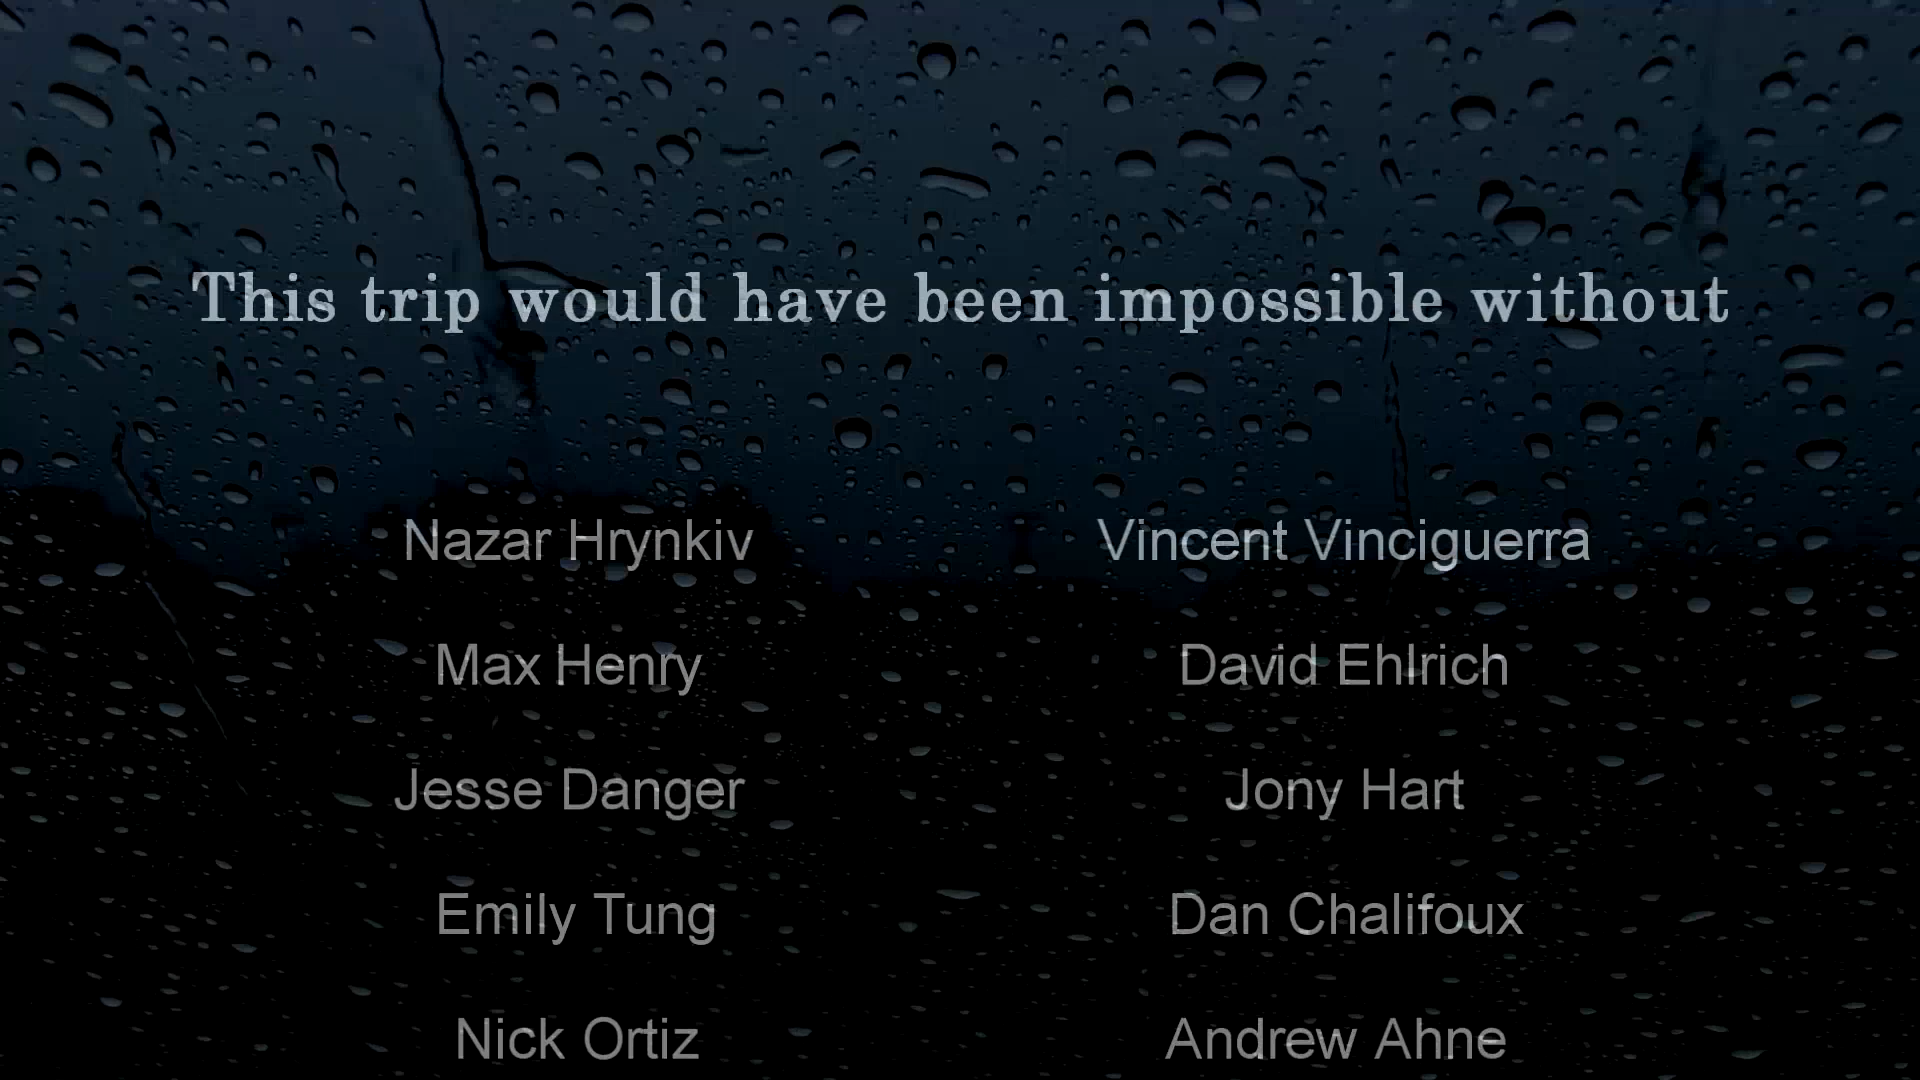 This trip would have been impossible without
Nazar Hrynkiv
Vincent Vinciguerra
Max Henry
David Ehlrich
Jesse Danger
Jony Hart
Emily Tung
Dan Chalifoux
Nick Ortiz
Andrew Ahne